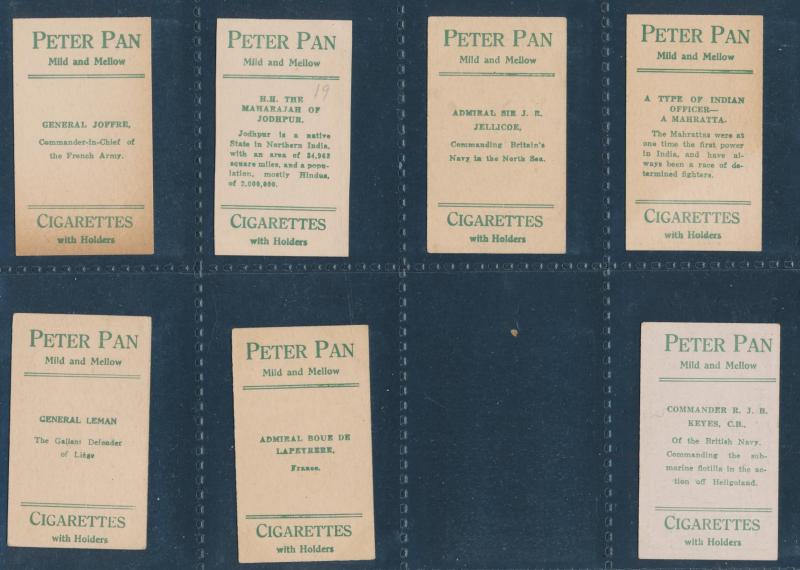 PETER PAN
Mild and Mellow
GENERAL JOFFRE,
Commander-in-Chief of
the French Army.
CIGARETTES
with Holders
PETER PAN
Mild and Mellow
19
H.H. THE
MAHARAJAH OF
JODHPUR.
Jodhpur is a native
State in Northern India,
with an area of 34,963
square miles, and a popu-
lation, mostly Hindus,
of 2,000,000.
CIGARETTES
with Holders
PETER PAN
Mild and Mellow
ADMIRAL SIR J. R.
JELLICOE,
Commanding Britain's
Navy in the North Sea.
CIGARETTES
with Holders
PETER PAN
Mild and Mellow
A TYPE OF INDIAN
OFFICER—
A MAHRATTA.
The Mahrattas were at
one time the first power
in India, and have al-
ways been a race of de-
termined fighters.
CIGARETTES
with Holders
PETER PAN
Mild and Mellow
GENERAL LEMAN
The Gallant Defender
of Liége
CIGARETTES
with Holders
PETER PAN
Mild and Mellow
ADMIRAL BOUE DE
LAPEYRERE,
France.
CIGARETTES
with Holders
PETER PAN
Mild and Mellow
COMMANDER R. J. B.
KEYES, C.B.,
Of the British Navy.
Commanding the sub-
marine flotilla in the ac-
tion off Heligoland.
CIGARETTES
with Holders